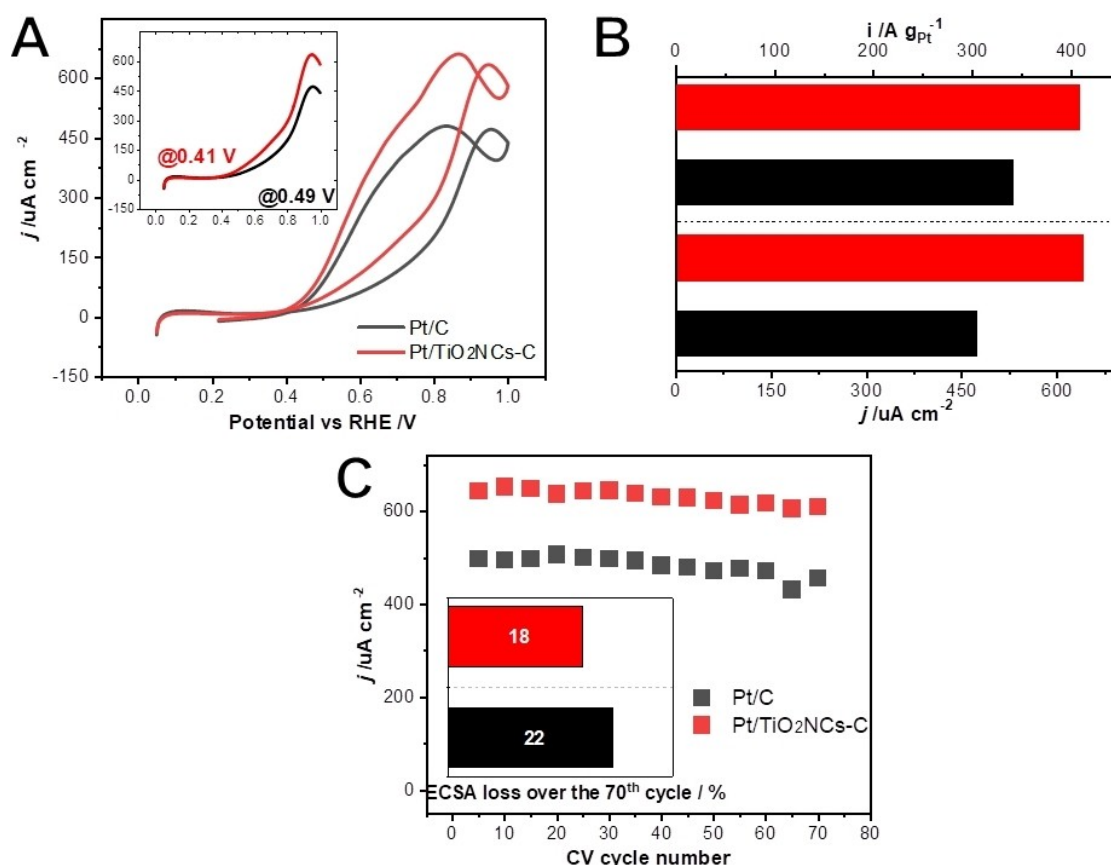 A
600
450
300
150
0
-150
j /uA cm -2
600
450
300
150
0
-150
0.0 0.2 0.4 0.6 0.8 1.0
@0.41 V
@0.49 V
Pt/C
Pt/TiO2NCs-C
0.0 0.2 0.4 0.6 0.8 1.0
Potential vs RHE /V
B
i /A gPt-1
0 100 200 300 400
0 150 300 450 600
j /uA cm-2
C
600
400
200
0
j /uA cm-2
18
22
ECSA loss over the 70th cycle / %
Pt/C
Pt/TiO2NCs-C
0 10 20 30 40 50 60 70 80
CV cycle number